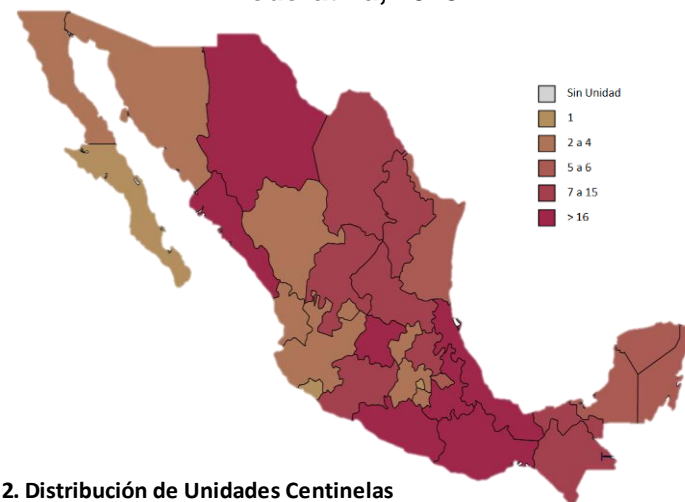 Sin Unidad
1
2 a 4
5 a 6
7 a 15
> 16
2. Distribución de Unidades Centinelas